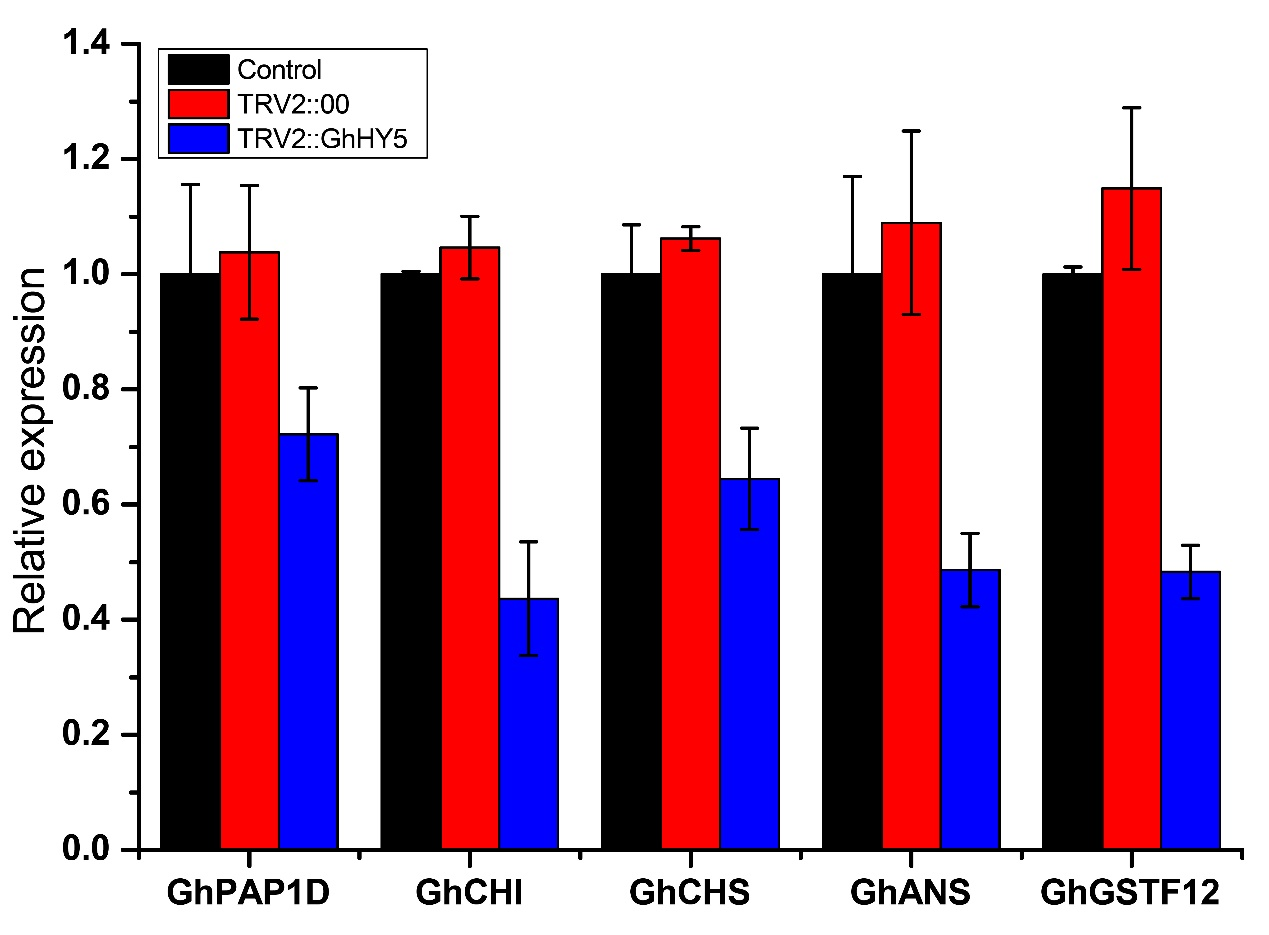 1.4
1.2
1.0
0.8
0.6
0.4
0.2
0.0
Relative expression
Control
TRV2::00
TRV2::GhHY5
GhPAP1D GhCHI GhCHS GhANS GhGSTF12